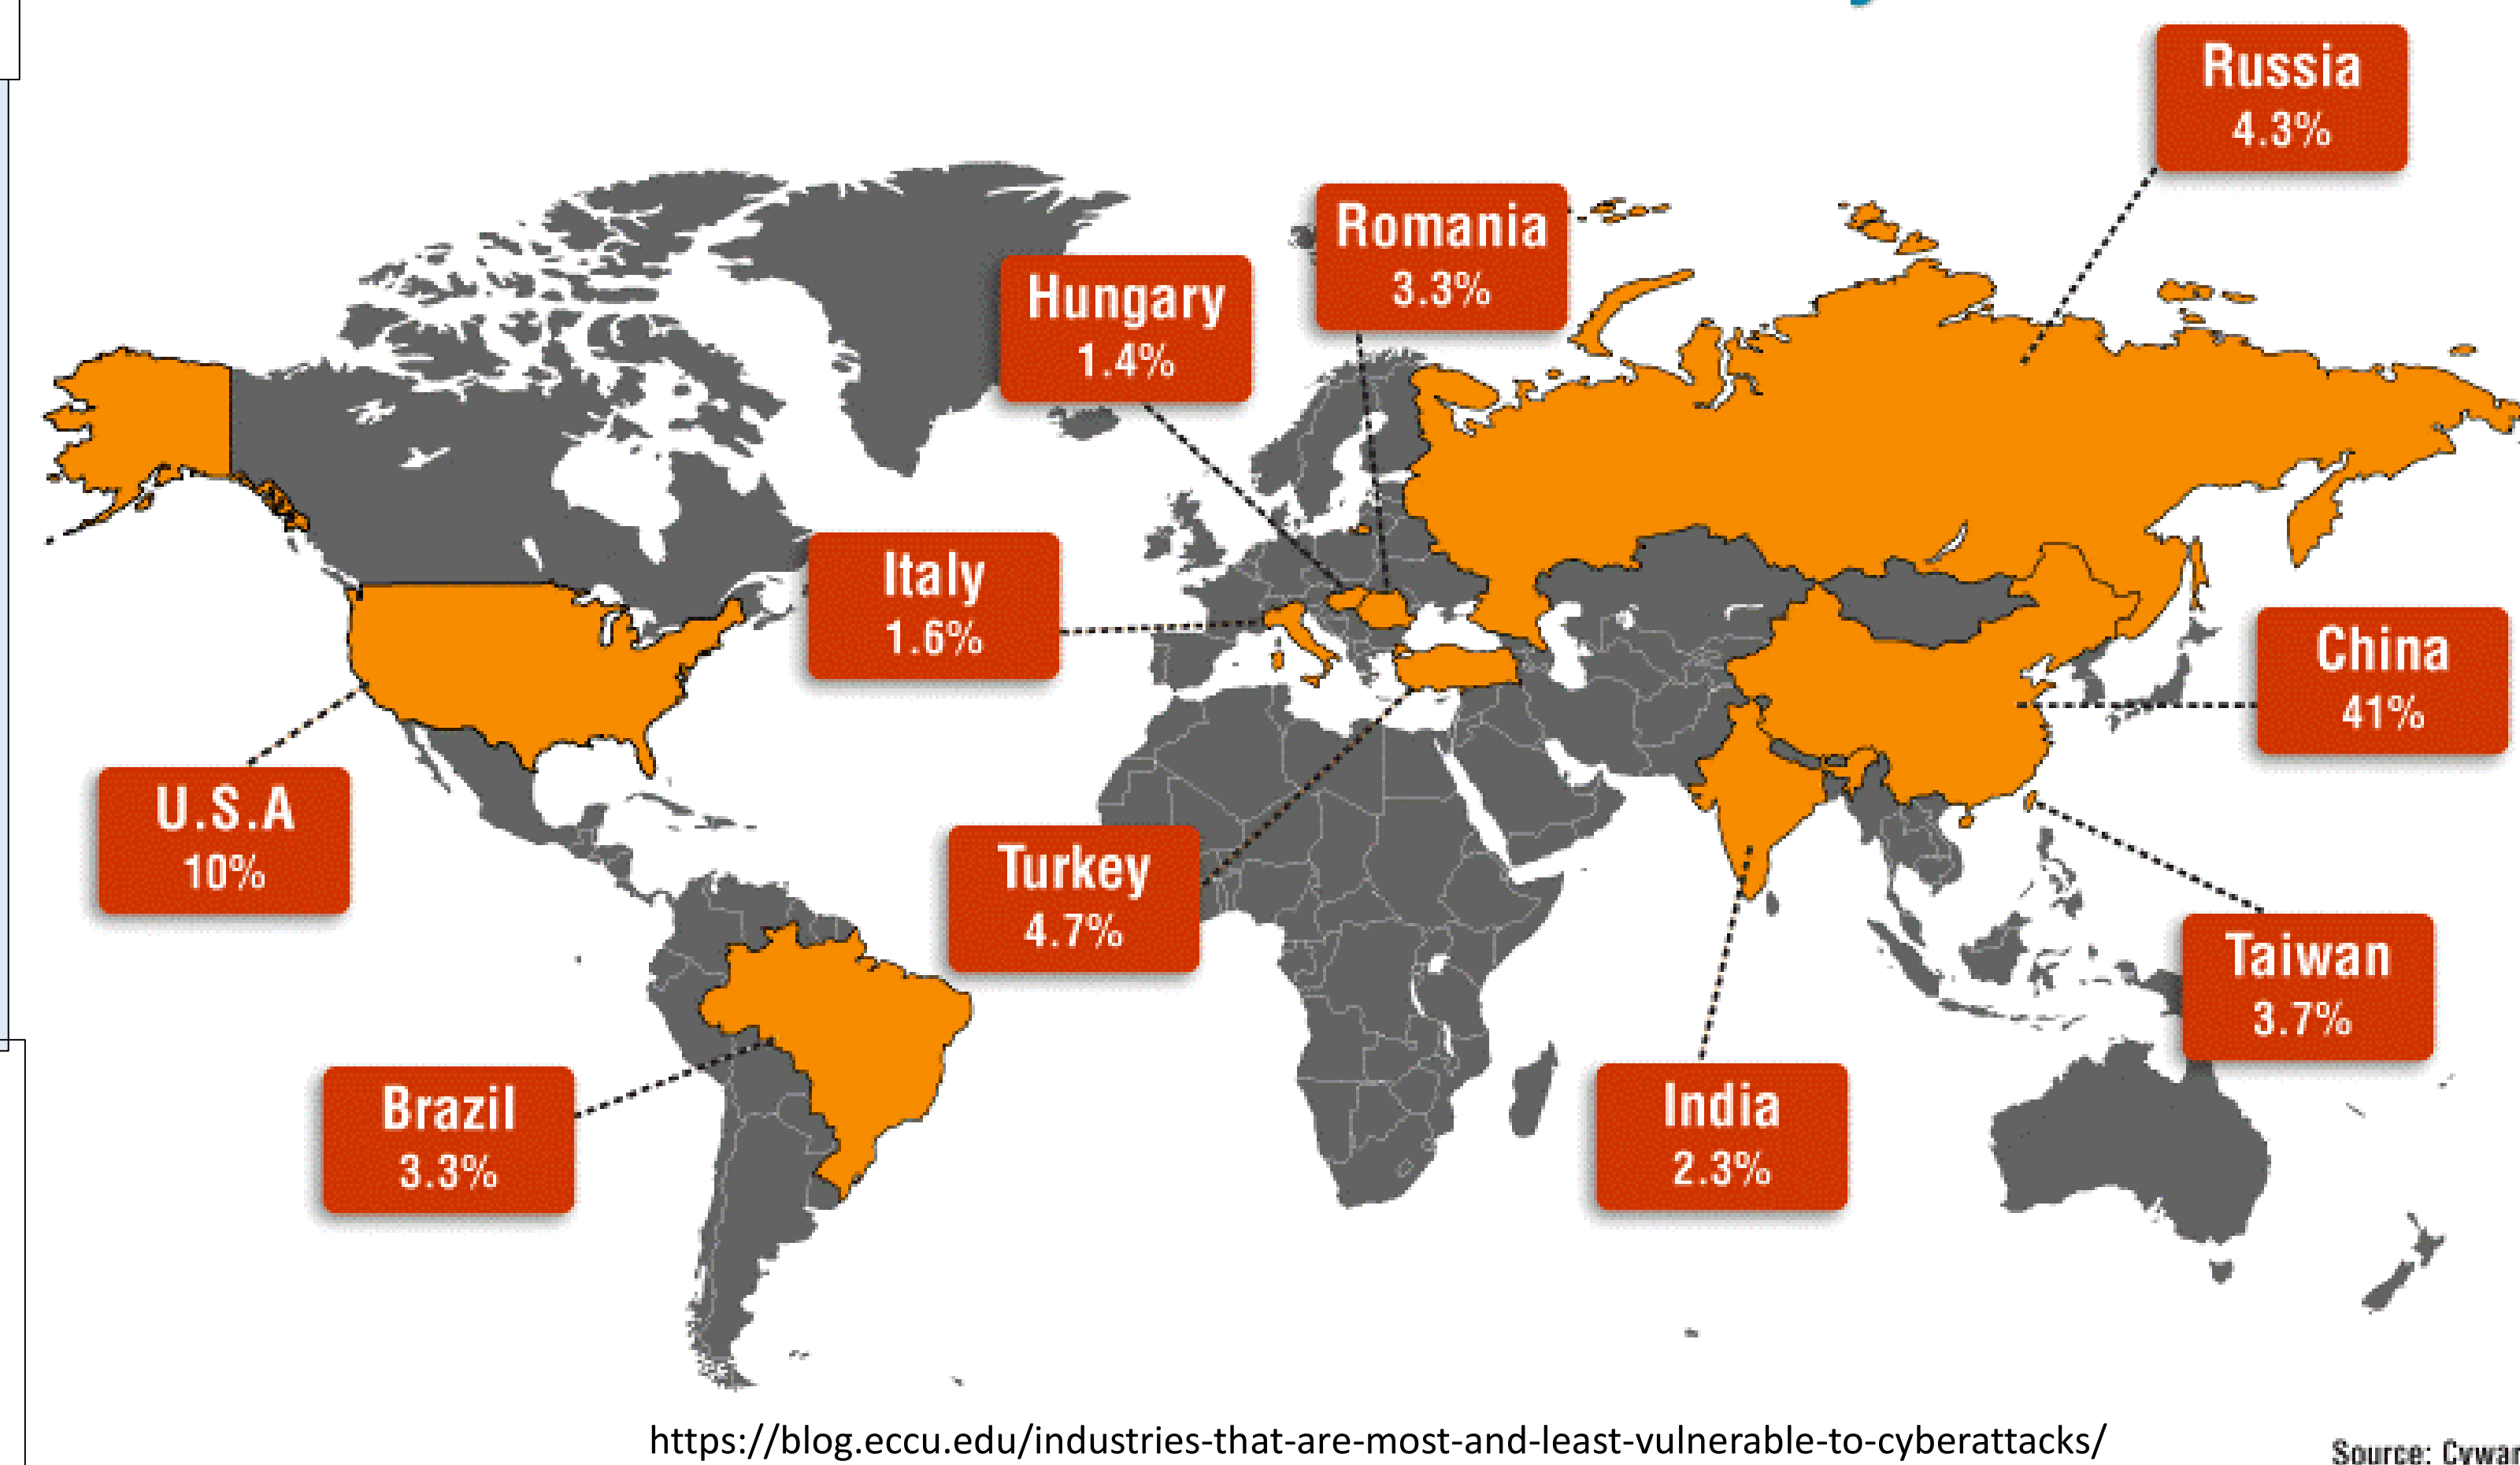 Russia
4.3%
Romania
3.3%
Hungary
1.4%
Italy
1.6%
China
41%
U.S.A
10%
Turkey
4.7%
Taiwan
3.7%
Brazil
3.3%
India
2.3%
https://blog.eccu.edu/industries-that-are-most-and-least-vulnerable-to-cyberattacks/
Source: